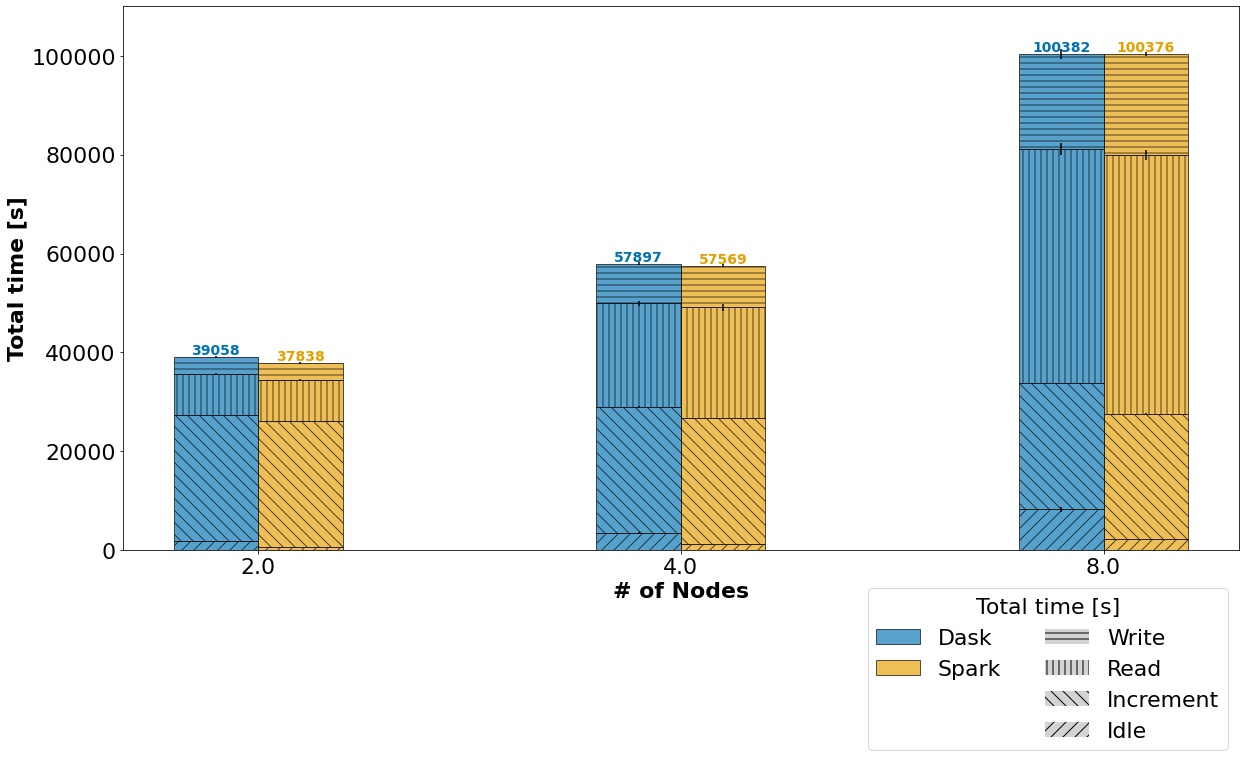 Total time [s]
100000
80000
60000
40000
20000
0
39058
37838
57897
57569
100382
100376
2.0
4.0
8.0
# of Nodes
Total time [s]
Dask
Spark
Write
Read
Increment
Idle